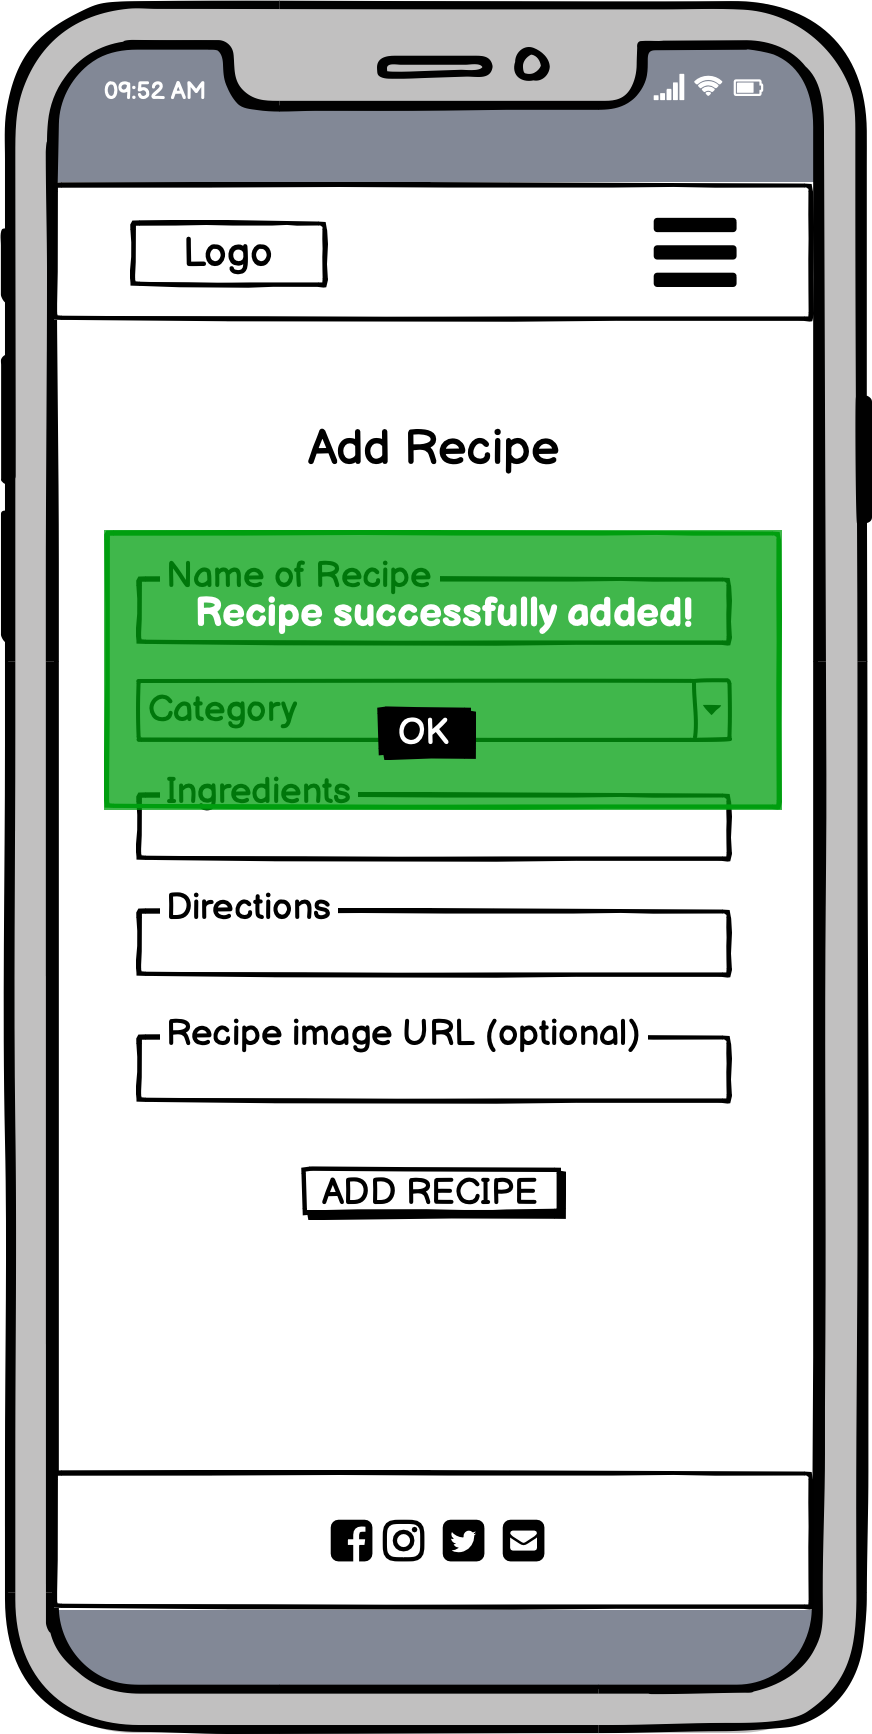 09:52 AM
Logo
Add Recipe
Name of Recipe
Recipe successfully added!
Category
OK
Ingredients
Directions
Recipe image URL (optional)
ADD RECIPE